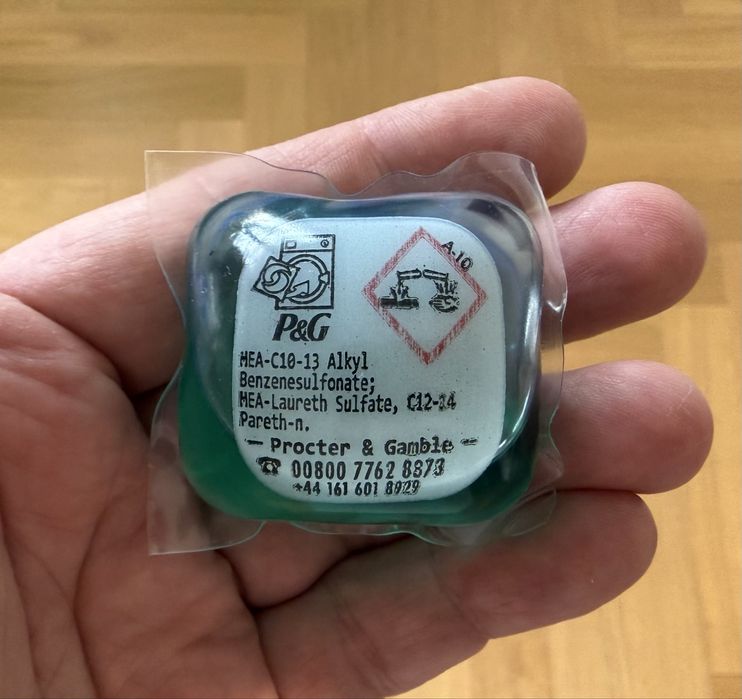 A-10
P&G
MEA-C10-13 Alkyl
Benzenesulfonate;
MEA-Laureth Sulfate, C12-14
Pareth-n.
— Procter & Gamble —
☎ 00800 7762 8873
+44 161 601 8929